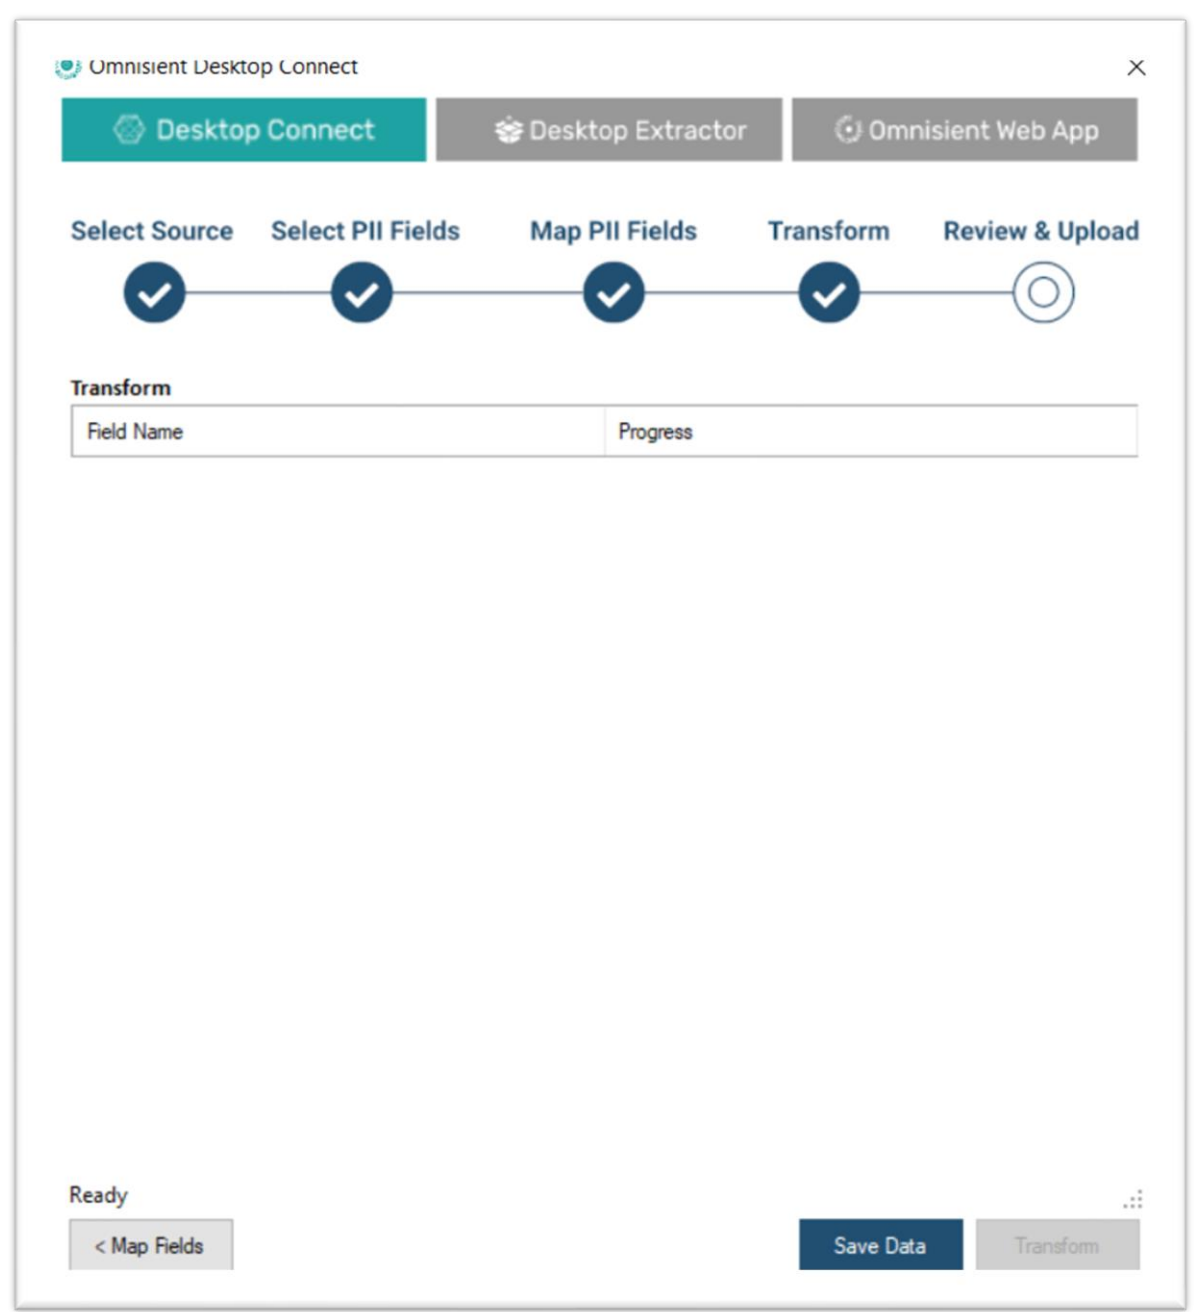 Omnisient Desktop Connect
Desktop Connect Desktop Extractor Omnisient Web App
Select Source Select PII Fields Map PII Fields Transform Review & Upload
Transform
Field Name Progress
Ready
< Map Fields Save Data Transform